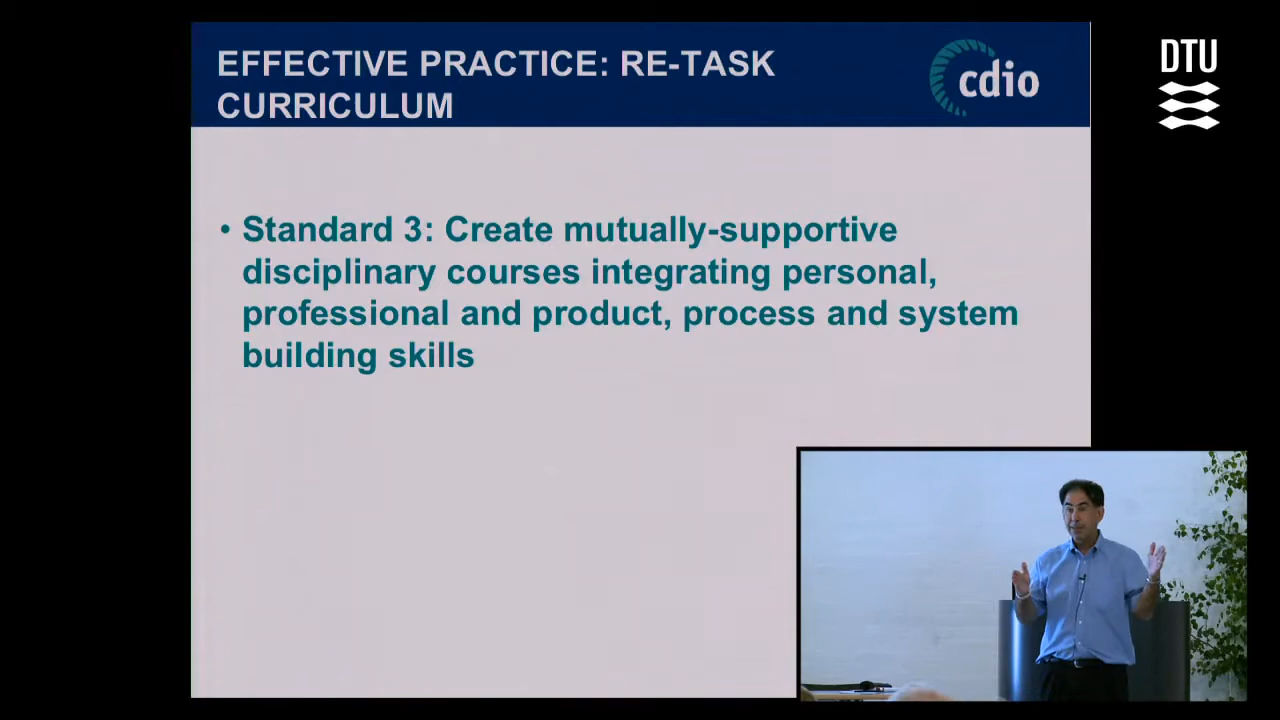 EFFECTIVE PRACTICE: RE-TASK
CURRICULUM
cdio
DTU
• Standard 3: Create mutually-supportive
disciplinary courses integrating personal,
professional and product, process and system
building skills